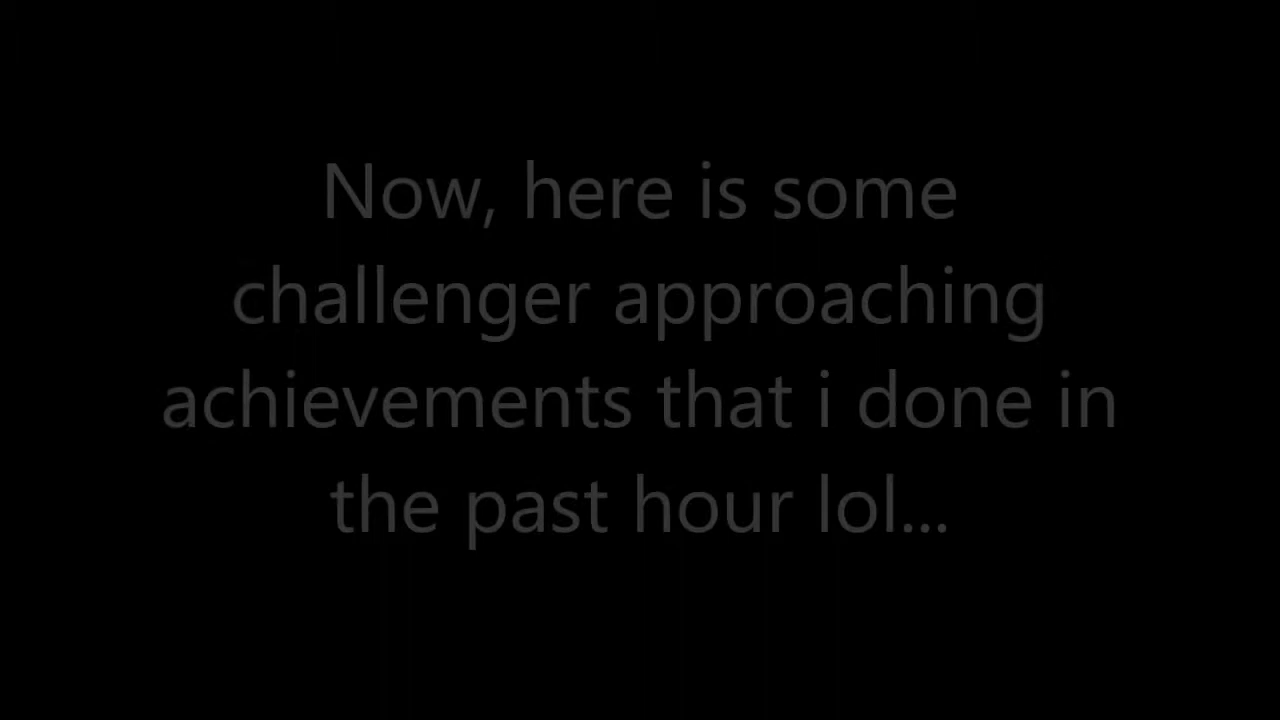 Now, here is some
challenger approaching
achievements that i done in
the past hour lol...